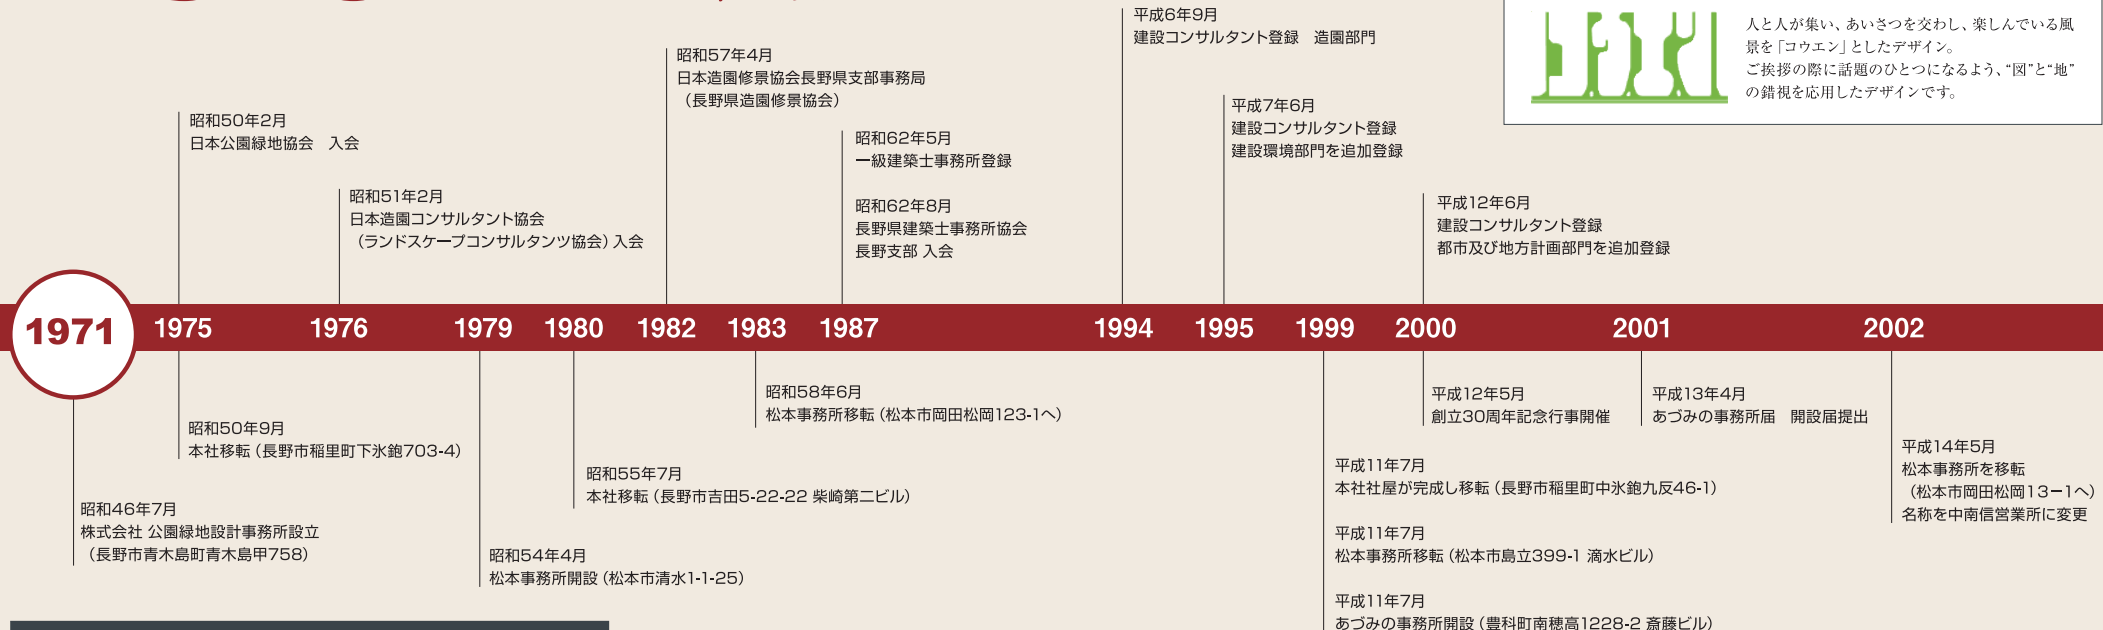 平成6年9月
建設コンサルタント登録　造園部門
人と人が集い、あいさつを交わし、楽しんでいる風
景を「コウエン」としたデザイン。
ご挨拶の際に話題のひとつになるよう、“図”と“地”
の錯視を応用したデザインです。
昭和57年4月
日本造園修景協会長野県支部事務局
（長野県造園修景協会）
昭和50年2月
日本公園緑地協会　入会
平成7年6月
建設コンサルタント登録
建設環境部門を追加登録
昭和62年5月
一級建築士事務所登録
昭和62年8月
長野県建築士事務所協会
長野支部 入会
昭和51年2月
日本造園コンサルタント協会
（ランドスケープコンサルタンツ協会）入会
平成12年6月
建設コンサルタント登録
都市及び地方計画部門を追加登録
1971 1975 1976 1979 1980 1982 1983 1987 1994 1995 1999 2000 2001 2002
昭和58年6月
松本事務所移転（松本市岡田松岡123-1へ）
平成12年5月
創立30周年記念行事開催
平成13年4月
あづみの事務所届　開設届提出
昭和50年9月
本社移転（長野市稲里町下氷鉋703-4）
平成14年5月
松本事務所を移転
（松本市岡田松岡13－1へ）
名称を中南信営業所に変更
昭和55年7月
本社移転（長野市吉田5-22-22 柴崎第二ビル）
平成11年7月
本社社屋が完成し移転（長野市稲里町中氷鉋九反46-1）
昭和46年7月
株式会社 公園緑地設計事務所設立
（長野市青木島町青木島甲758）
平成11年7月
松本事務所移転（松本市島立399-1 滴水ビル）
昭和54年4月
松本事務所開設（松本市清水1-1-25）
平成11年7月
あづみの事務所開設（豊科町南穂高1228-2 斎藤ビル）